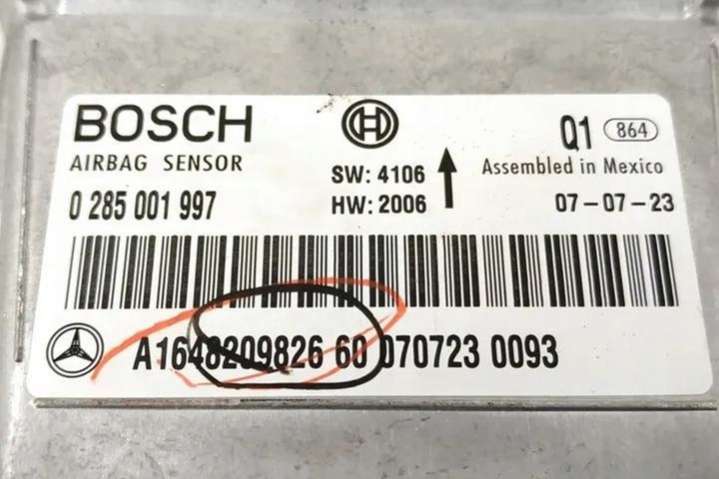 BOSCH
AIRBAG SENSOR
0 285 001 997
SW: 4106
HW: 2006
Q1 864
Assembled in Mexico
07-07-23
A1648209826 60 070723 0093